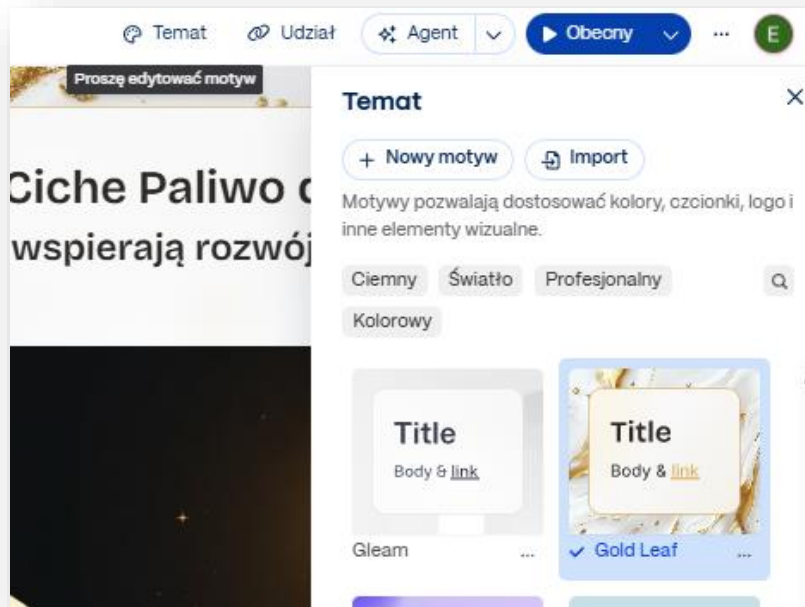 Temat
Udział
Agent
Obecny
...
E
Proszę edytować motyw
Temat
+ Nowy motyw
Import
Motywy pozwalają dostosować kolory, czcionki, logo i
inne elementy wizualne.
Ciemny
Światło
Profesjonalny
Kolorowy
Ciche Paliwo
wspierają rozwój
Title
Body & link
Gleam
...
Title
Body & link
Gold Leaf
...